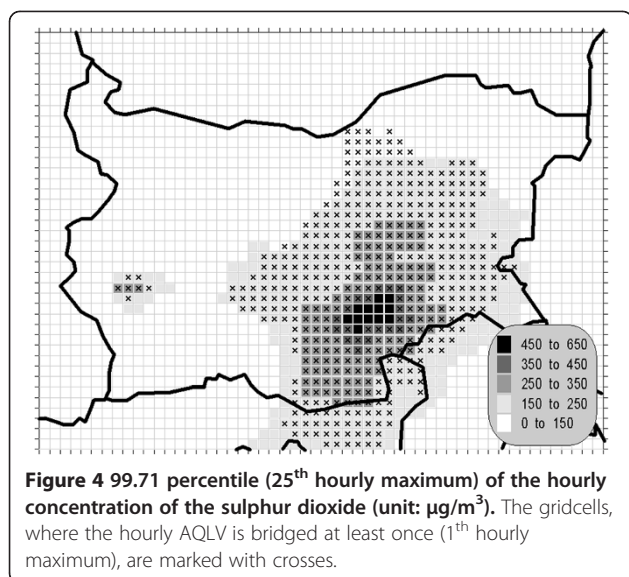 450 to 650
350 to 450
250 to 350
150 to 250
0 to 150
Figure 4 99.71 percentile (25th hourly maximum) of the hourly
concentration of the sulphur dioxide (unit: µg/m3). The gridcells,
where the hourly AQLV is bridged at least once (1th hourly
maximum), are marked with crosses.